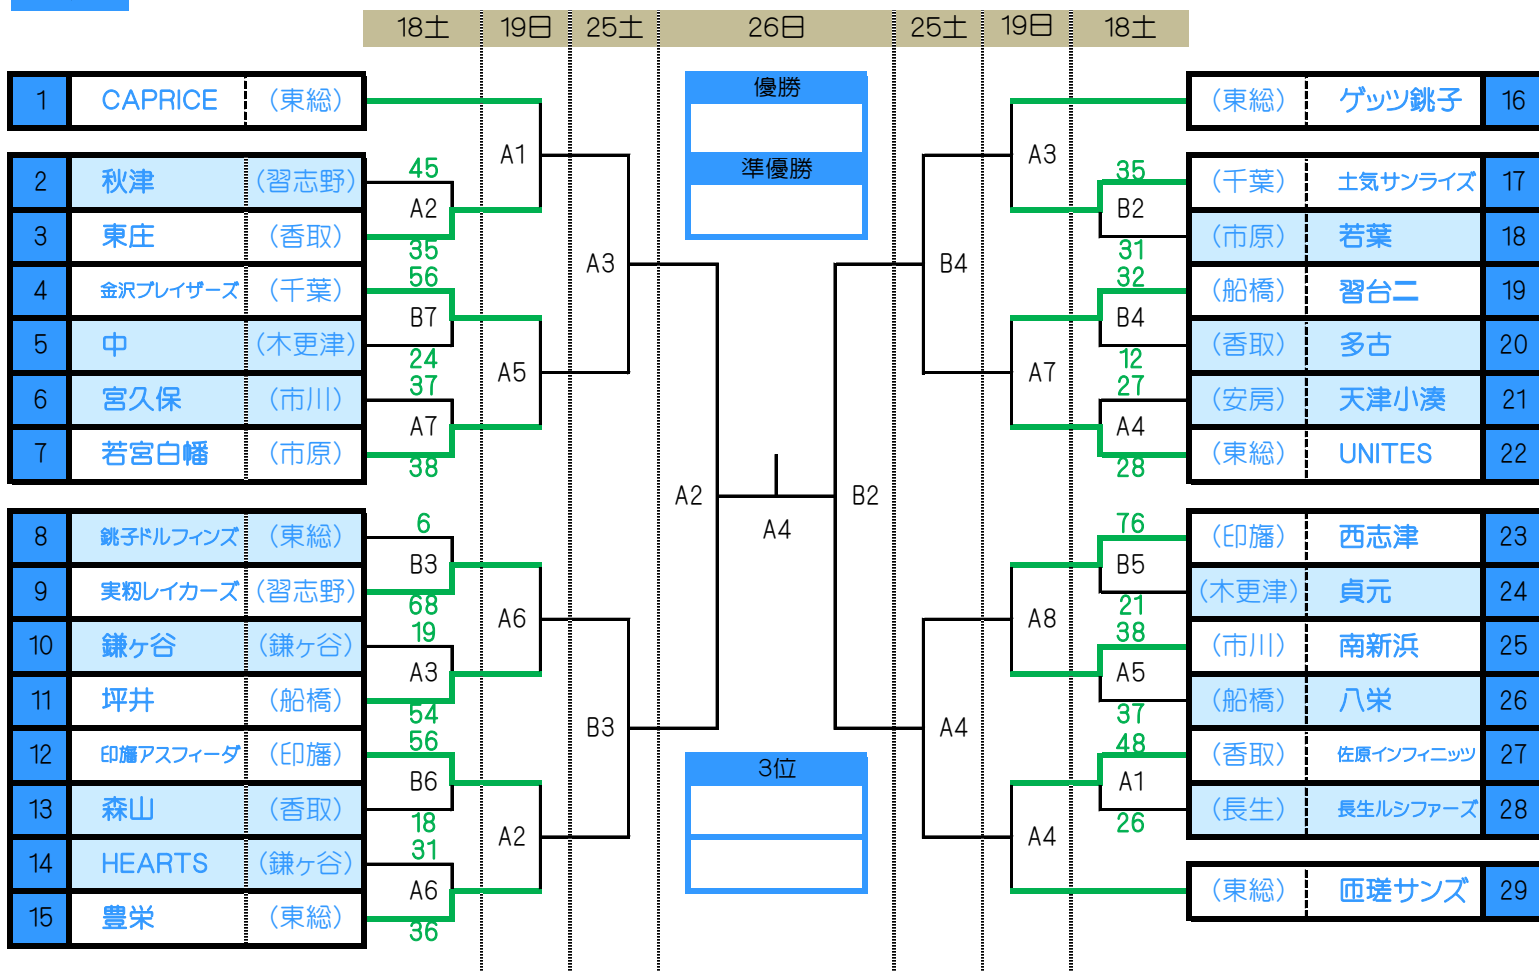 18土 19日 25土 26日 25土 19日 18土
優勝
準優勝
1 CAPRICE (東総)
2 秋津 (習志野)
3 東庄 (香取)
4 金沢ブレイザーズ (千葉)
5 中 (木更津)
6 宮久保 (市川)
7 若宮白幡 (市原)
8 銚子ドルフィンズ (東総)
9 実籾レイカーズ (習志野)
10 鎌ヶ谷 (鎌ヶ谷)
11 坪井 (船橋)
12 印旛アスフィーダ (印旛)
13 森山 (香取)
14 HEARTS (鎌ヶ谷)
15 豊栄 (東総)
45
A2
35
56
B7
24
37
A7
38
6
B3
68
19
A3
54
56
B6
18
31
A6
36
A1
A5
A6
A2
A3
B3
A2
A4
B2
B4
A4
A3
A7
A8
A4
35
B2
31
32
B4
12
27
A4
28
76
B5
21
38
A5
37
48
A1
26
3位
(東総) ゲッツ銚子 16
(千葉) 土気サンライズ 17
(市原) 若葉 18
(船橋) 習台二 19
(香取) 多古 20
(安房) 天津小湊 21
(東総) UNITES 22
(印旛) 西志津 23
(木更津) 貞元 24
(市川) 南新浜 25
(船橋) 八栄 26
(香取) 佐原インフィニッツ 27
(長生) 長生ルシファーズ 28
(東総) 匝瑳サンズ 29